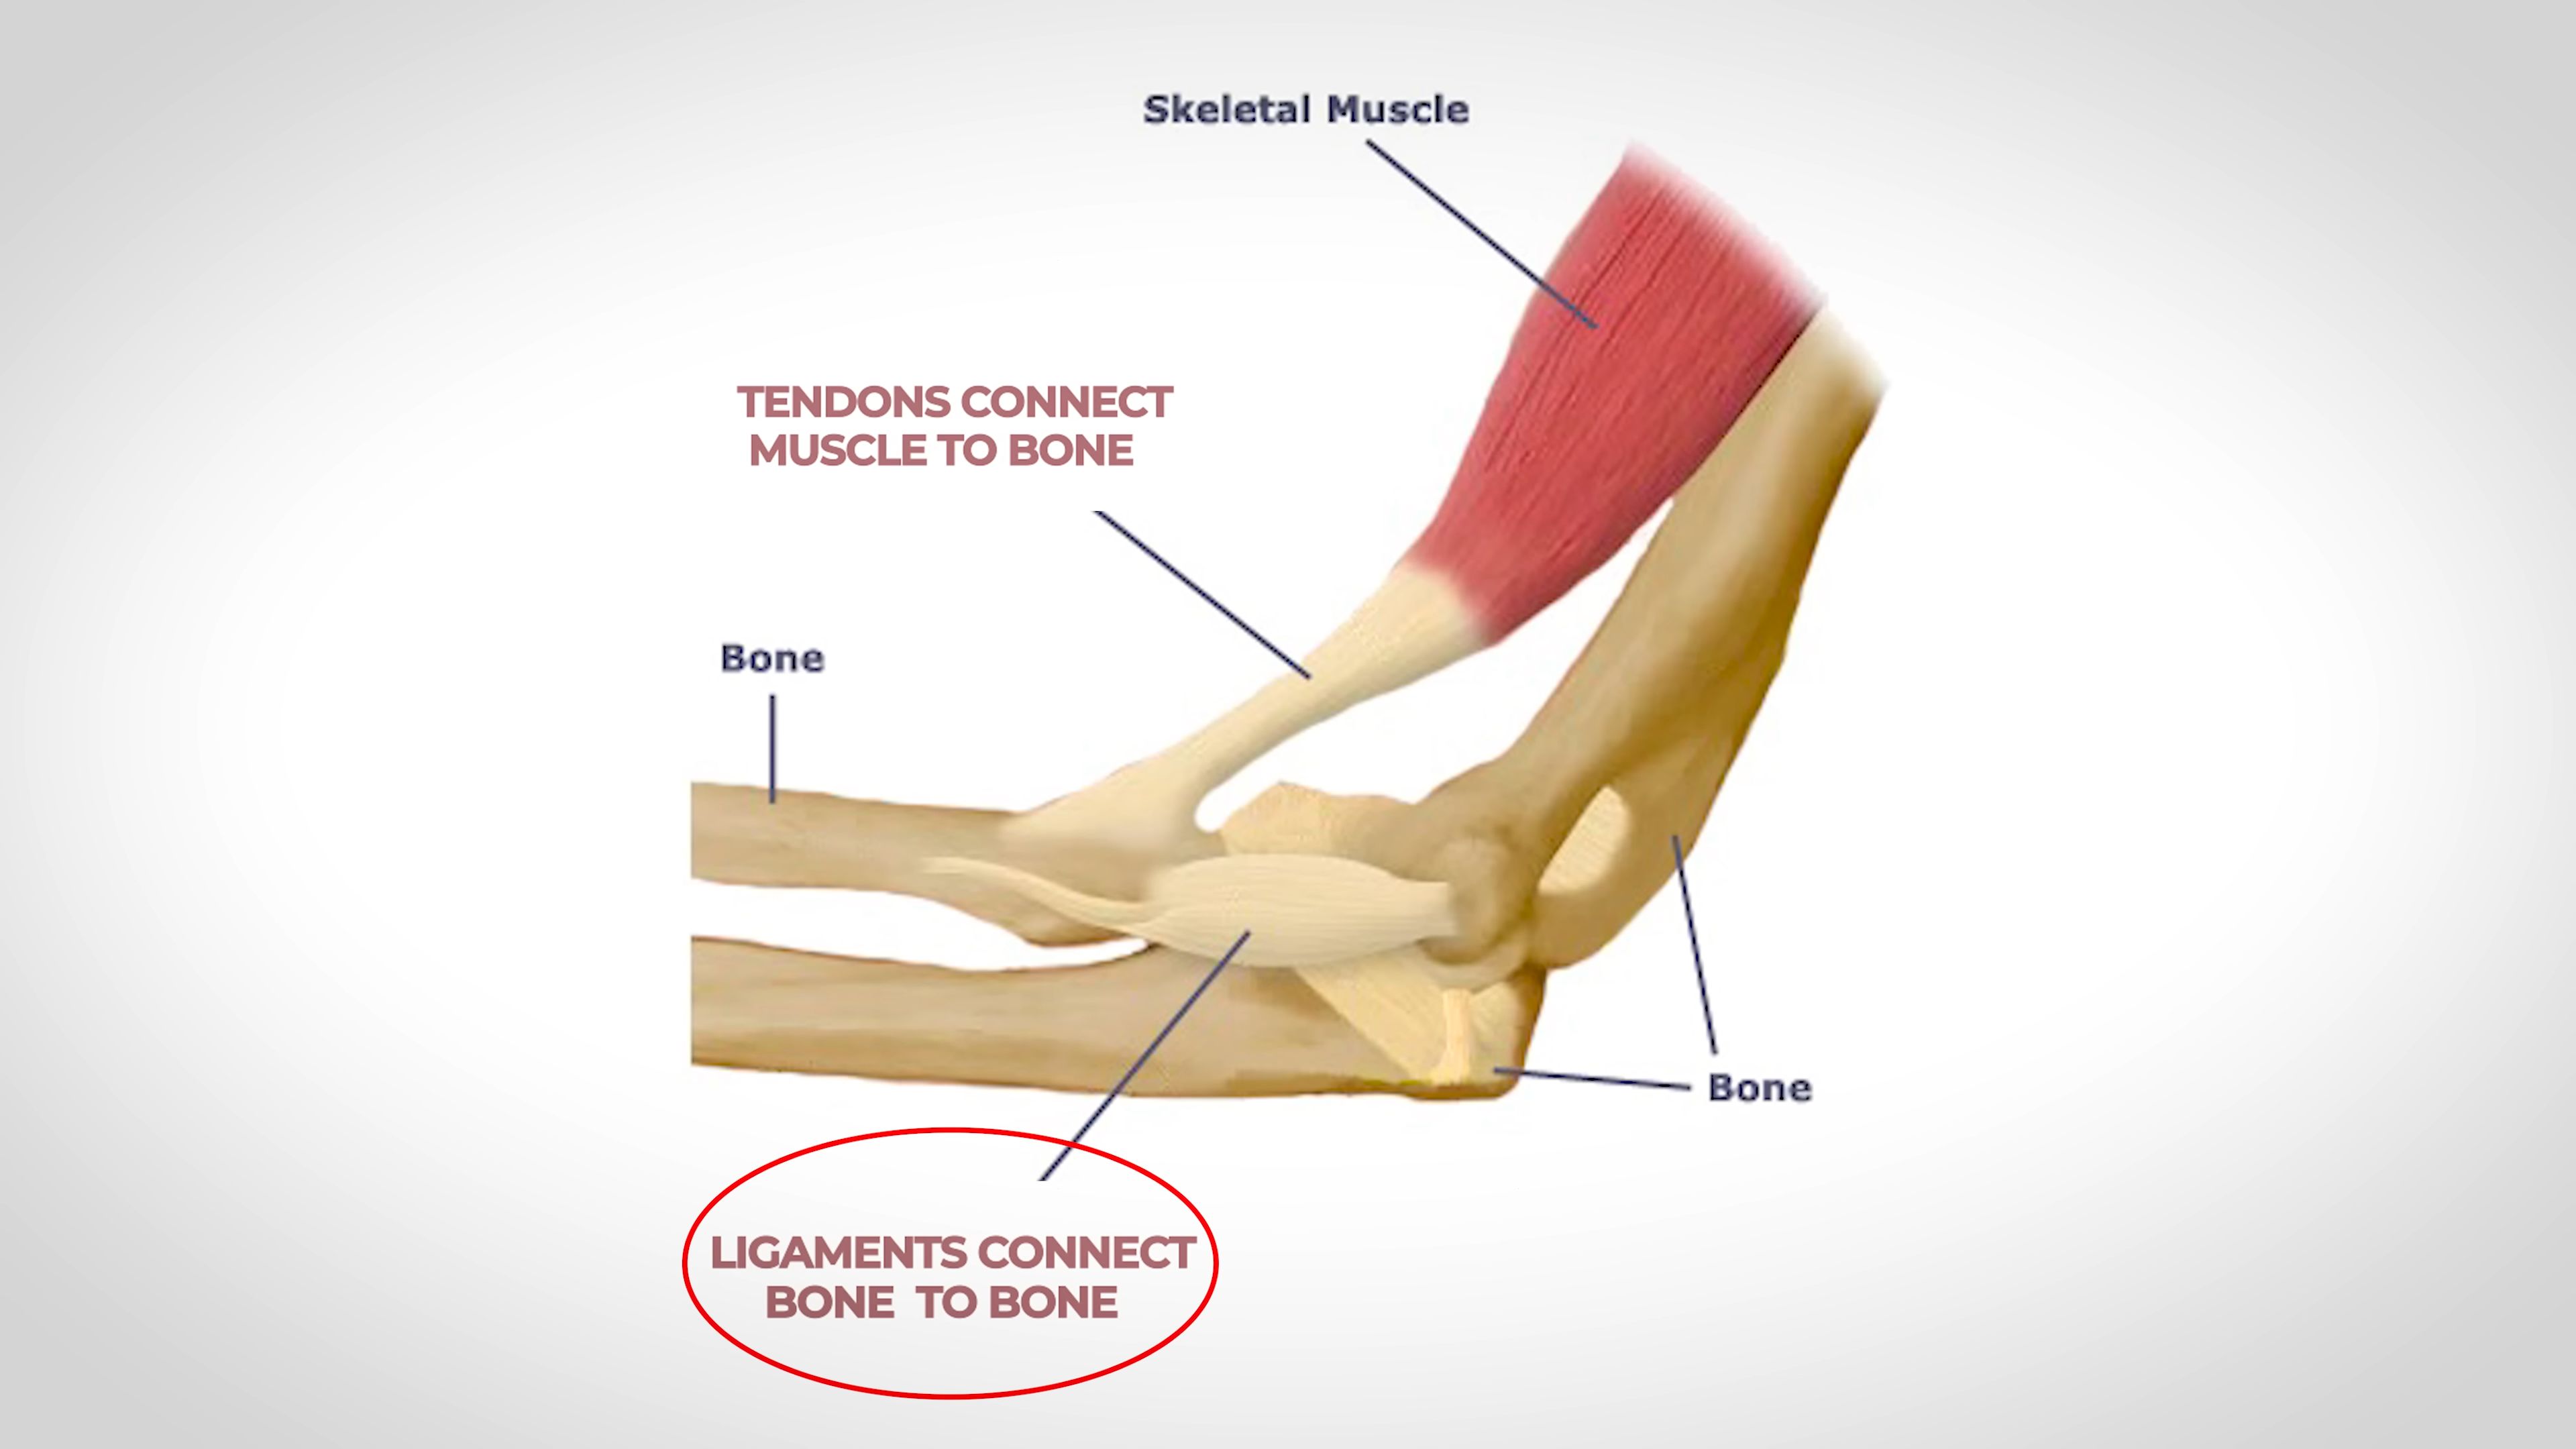 Skeletal Muscle
TENDONS CONNECT
MUSCLE TO BONE
Bone
Bone
LIGAMENTS CONNECT
BONE TO BONE